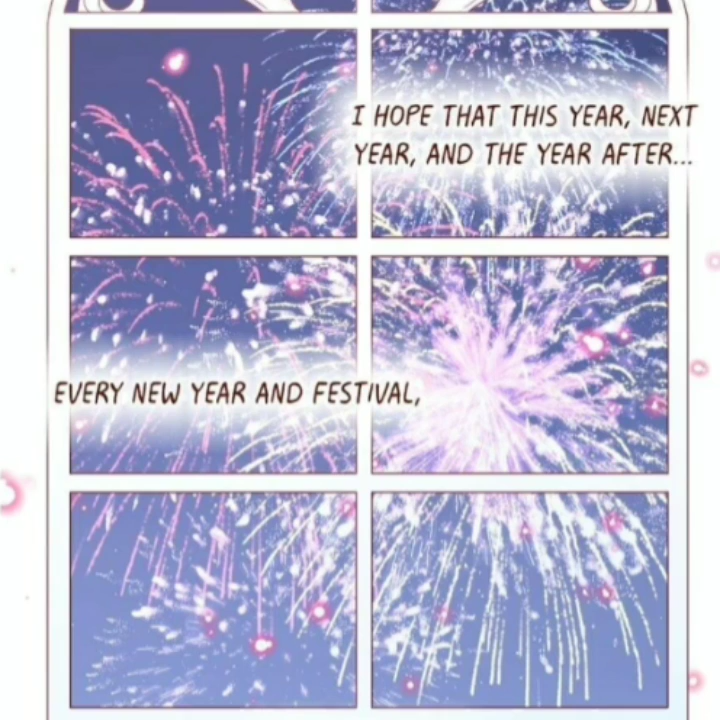 I HOPE THAT THIS YEAR, NEXT
YEAR, AND THE YEAR AFTER...
EVERY NEW YEAR AND FESTIVAL,